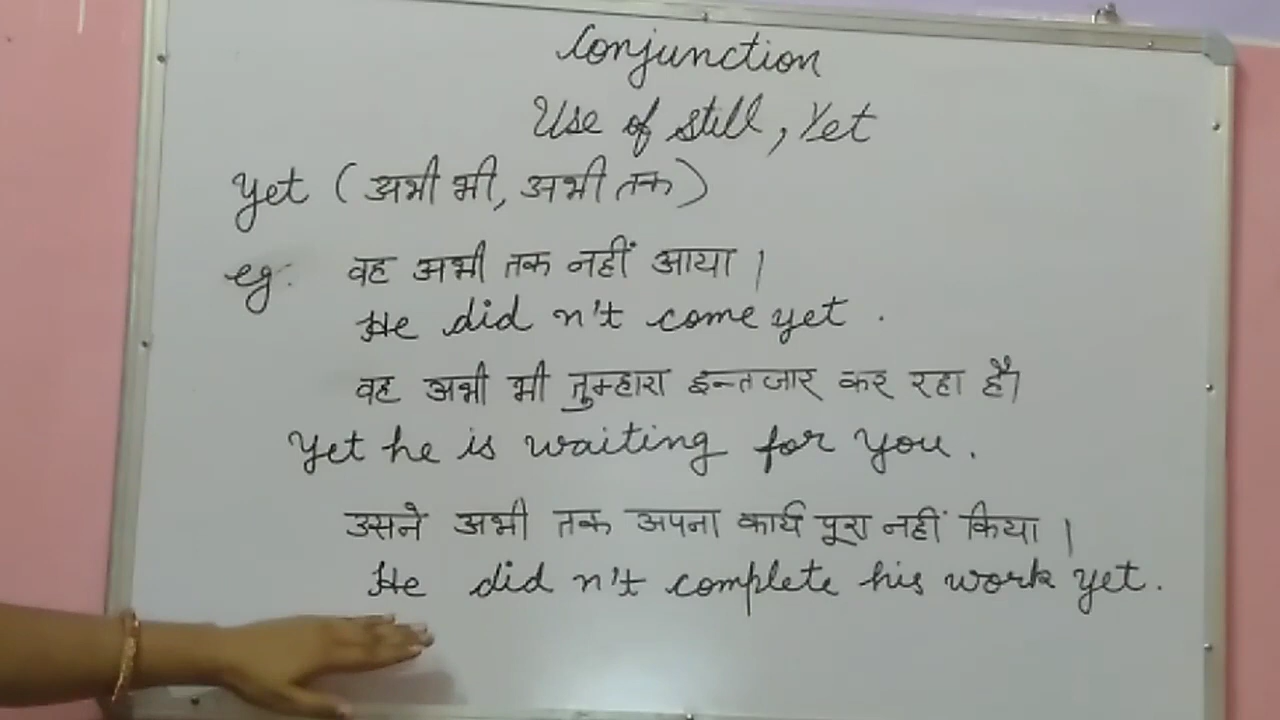 Conjunction
Use of still, Yet
Yet (अभी भी, अभी तक)
eg. वह अभी तक नहीं आया।
He did n't come yet .
वह अभी भी तुम्हारा इन्तजार कर रहा है।
Yet he is waiting for you .
उसने अभी तक अपना कार्य पूरा नहीं किया।
He did n't complete his work yet.